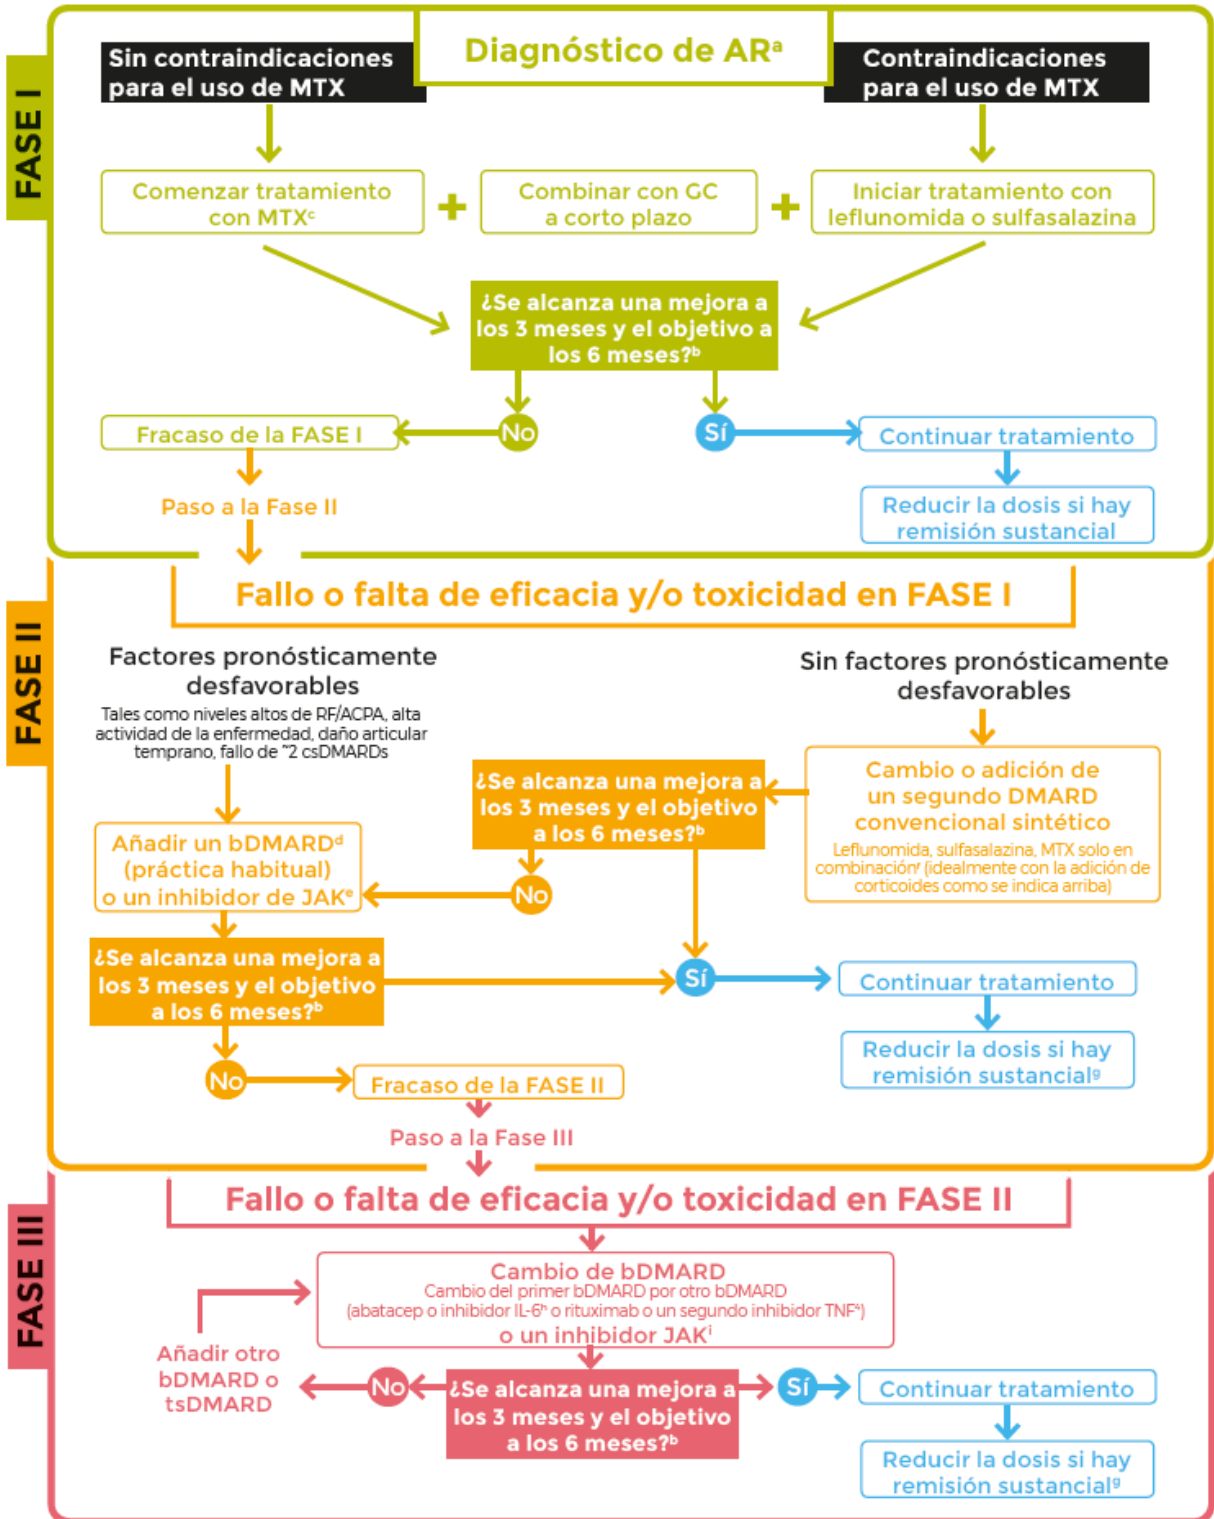 FASE I
Diagnóstico de ARᵃ
Sin contraindicaciones
para el uso de MTX
Contraindicaciones
para el uso de MTX
Comenzar tratamiento
con MTXᶜ
+
Combinar con GC
a corto plazo
+
Iniciar tratamiento con
leflunomida o sulfasalazina
¿Se alcanza una mejora a
los 3 meses y el objetivo a
los 6 meses?ᵇ
No
Sí
Fracaso de la FASE I
Continuar tratamiento
Paso a la Fase II
Reducir la dosis si hay
remisión sustancial
FASE II
Fallo o falta de eficacia y/o toxicidad en FASE I
Factores pronósticamente
desfavorables
Tales como niveles altos de RF/ACPA, alta
actividad de la enfermedad, daño articular
temprano, fallo de ~2 csDMARDs
Sin factores pronósticamente
desfavorables
Cambio o adición de
un segundo DMARD
convencional sintético
Leflunomida, sulfasalazina, MTX solo en
combinaciónᶠ (idealmente con la adición de
corticoides como se indica arriba)
¿Se alcanza una mejora a
los 3 meses y el objetivo
a los 6 meses?ᵇ
No
Añadir un bDMARDᵈ
(práctica habitual)
o un inhibidor de JAKᵉ
¿Se alcanza una mejora a
los 3 meses y el objetivo
a los 6 meses?ᵇ
Sí
Continuar tratamiento
Reducir la dosis si hay
remisión sustancialᵍ
No
Fracaso de la FASE II
Paso a la Fase III
FASE III
Fallo o falta de eficacia y/o toxicidad en FASE II
Cambio de bDMARD
Cambio del primer bDMARD por otro bDMARD
(abatacep o inhibidor IL-6ʰ o rituximab o un segundo inhibidor TNF)
o un inhibidor JAKⁱ
Añadir otro
bDMARD o
tsDMARD
No
¿Se alcanza una mejora a
los 3 meses y el objetivo
a los 6 meses?ᵇ
Sí
Continuar tratamiento
Reducir la dosis si hay
remisión sustancialᵍ